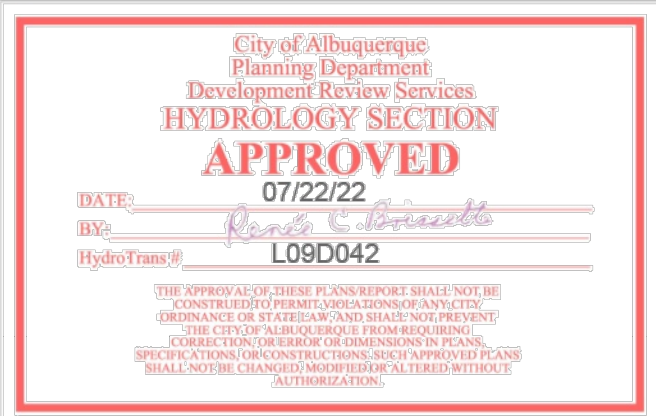 City of Albuquerque
Planning Department
Development Review Services
HYDROLOGY SECTION
APPROVED
DATE: 07/22/22
BY: Renée C. Brissette
HydroTrans # L09D042
THE APPROVAL OF THESE PLANS/REPORT SHALL NOT BE
CONSTRUED TO PERMIT VIOLATIONS OF ANY CITY
ORDINANCE OR STATE LAW, AND SHALL NOT PREVENT
THE CITY OF ALBUQUERQUE FROM REQUIRING
CORRECTION, OR ERROR OR DIMENSIONS IN PLANS,
SPECIFICATIONS, OR CONSTRUCTIONS. SUCH APPROVED PLANS
SHALL NOT BE CHANGED, MODIFIED OR ALTERED WITHOUT
AUTHORIZATION.